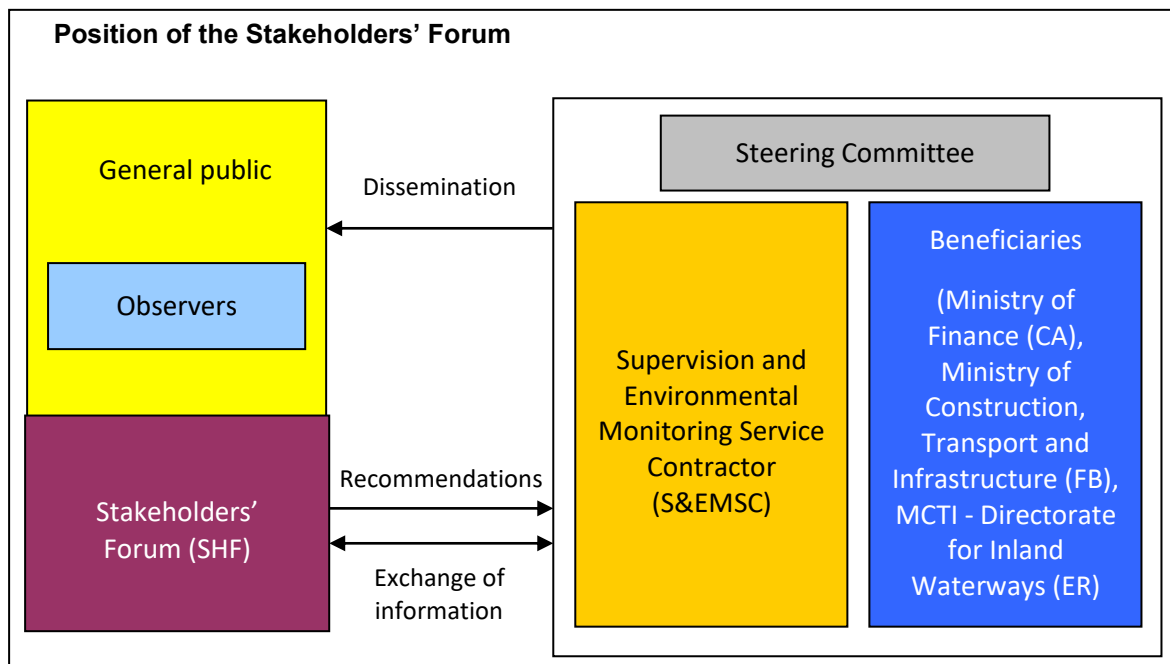 Position of the Stakeholders’ Forum
General public
Observers
Stakeholders’
Forum (SHF)
Dissemination
Recommendations
Exchange of
information
Steering Committee
Supervision and
Environmental
Monitoring Service
Contractor
(S&EMSC)
Beneficiaries
(Ministry of
Finance (CA),
Ministry of
Construction,
Transport and
Infrastructure (FB),
MCTI - Directorate
for Inland
Waterways (ER)